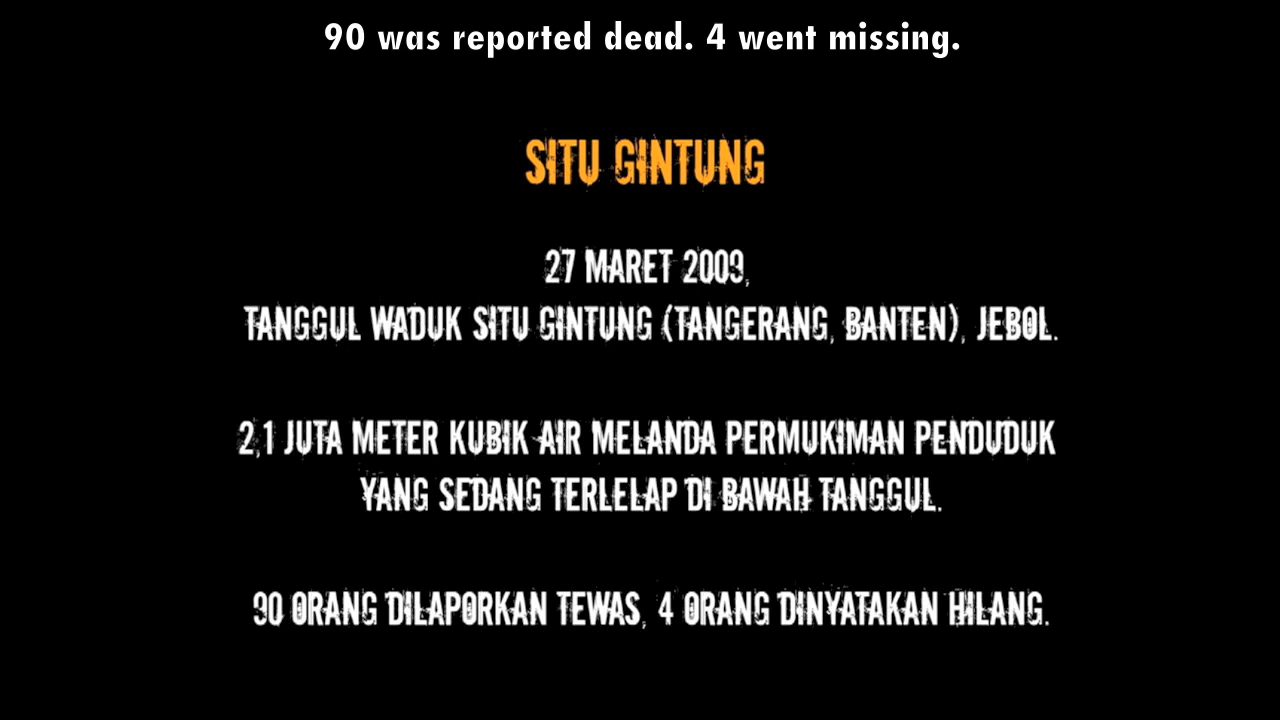 90 was reported dead. 4 went missing.
SITU GINTUNG
27 MARET 2009,
TANGGUL WADUK SITU GINTUNG (TANGERANG, BANTEN), JEBOL.
2,1 JUTA METER KUBIK AIR MELANDA PERMUKIMAN PENDUDUK
YANG SEDANG TERLELAP DI BAWAH TANGGUL.
90 ORANG DILAPORKAN TEWAS, 4 ORANG DINYATAKAN HILANG.